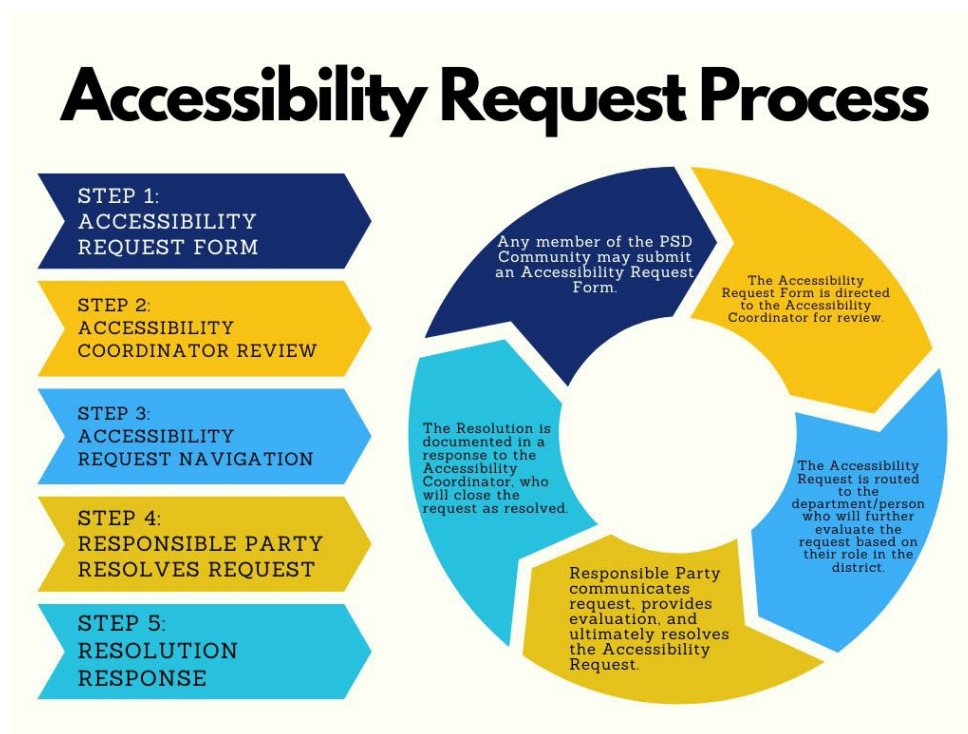 Accessibility Request Process
STEP 1:
ACCESSIBILITY
REQUEST FORM
STEP 2:
ACCESSIBILITY
COORDINATOR REVIEW
STEP 3:
ACCESSIBILITY
REQUEST NAVIGATION
STEP 4:
RESPONSIBLE PARTY
RESOLVES REQUEST
STEP 5:
RESOLUTION
RESPONSE
Any member of the PSD
Community may submit
an Accessibility Request
Form.
The Accessibility
Request Form is directed
to the Accessibility
Coordinator for review.
The Accessibility
Request is routed
to the
department/person
who will further
evaluate the
request based on
their role in the
district.
Responsible Party
communicates
request, provides
evaluation, and
ultimately resolves
the Accessibility
Request.
The Resolution is
documented in a
response to the
Accessibility
Coordinator, who
will close the
request as resolved.